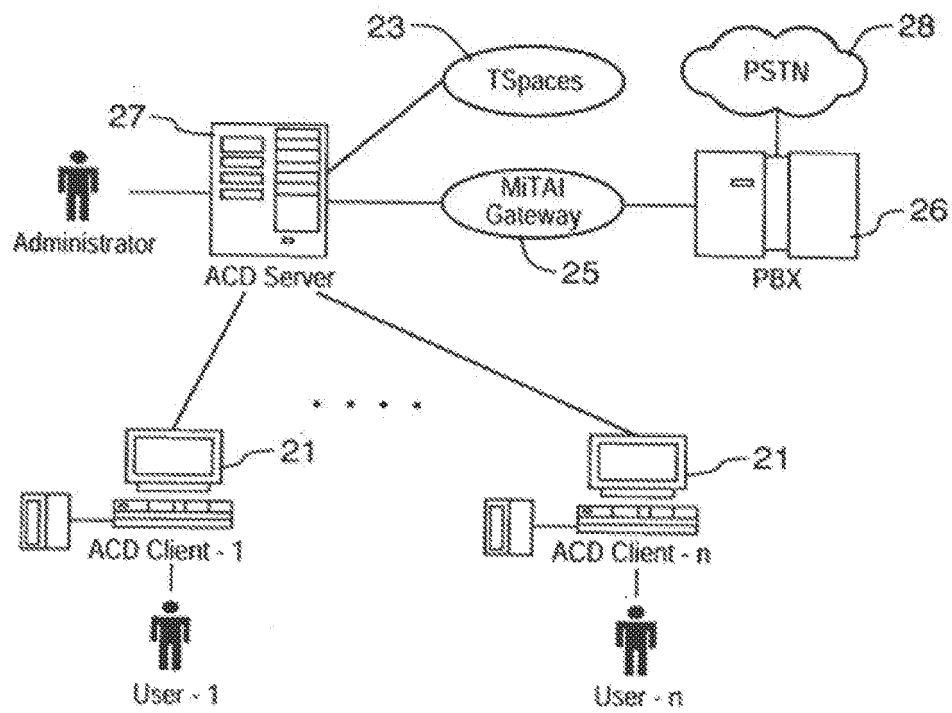 23
28
TSpaces
PSTN
27
MiTAI
Gateway
26
Administrator
25
ACD Server
PBX
21
21
ACD Client - 1
ACD Client - n
User - 1
User - n